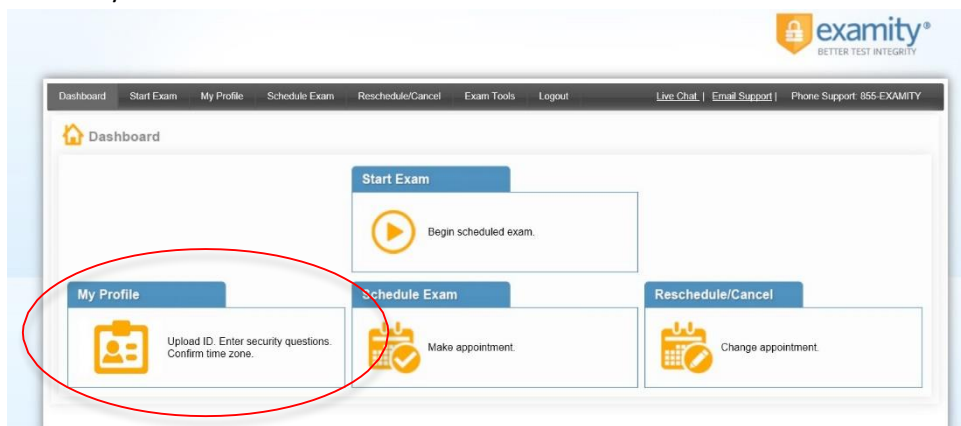 examity®
BETTER TEST INTEGRITY
Dashboard Start Exam My Profile Schedule Exam Reschedule/Cancel Exam Tools Logout Live Chat | Email Support | Phone Support: 855-EXAMITY
Dashboard
Start Exam
Begin scheduled exam.
My Profile
Upload ID. Enter security questions.
Confirm time zone.
Schedule Exam
Make appointment.
Reschedule/Cancel
Change appointment.